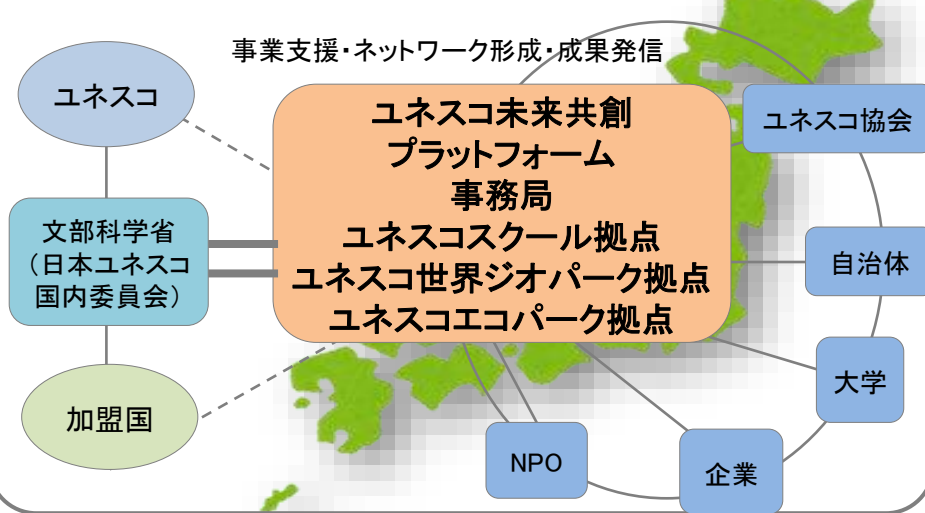 事業支援・ネットワーク形成・成果発信
ユネスコ
文部科学省
（日本ユネスコ
国内委員会）
加盟国
ユネスコ未来共創
プラットフォーム
事務局
ユネスコスクール拠点
ユネスコ世界ジオパーク拠点
ユネスコエコパーク拠点
ユネスコ協会
自治体
大学
企業
NPO